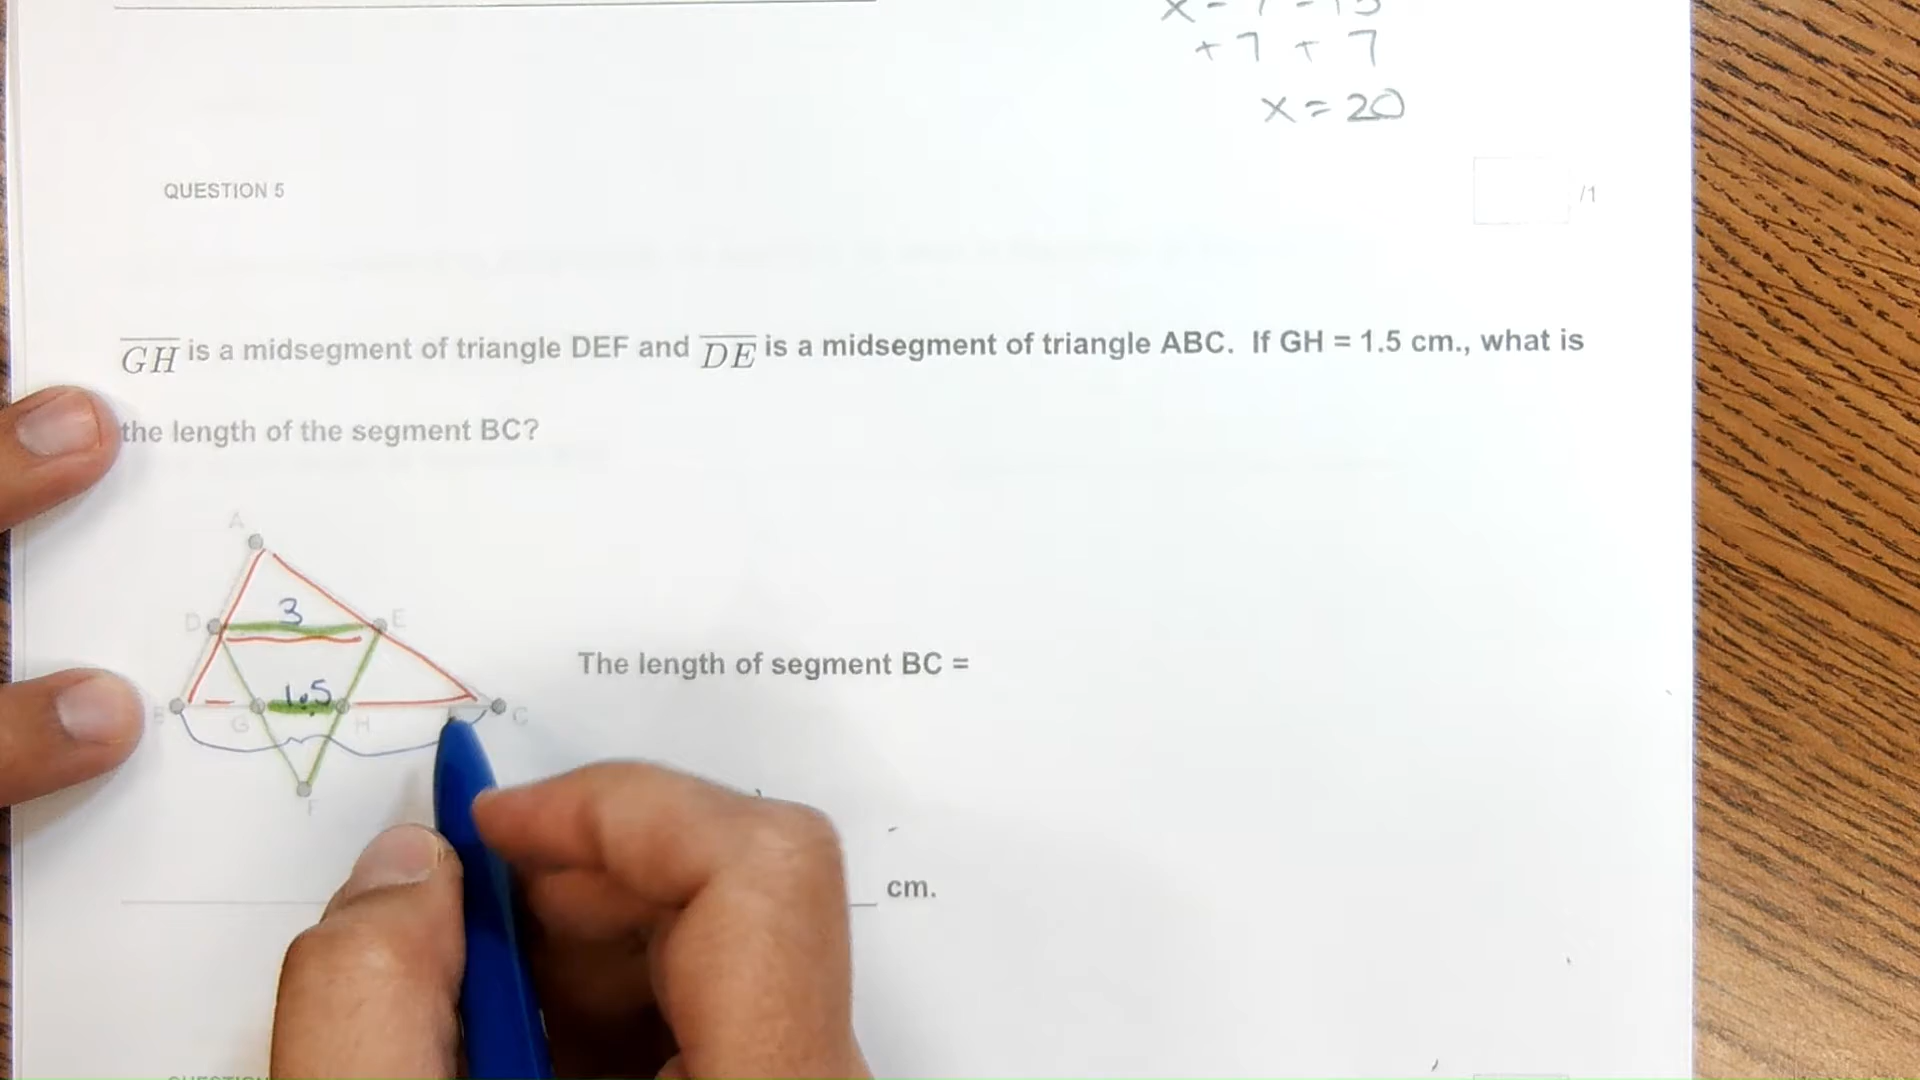 + 7 + 7
x = 20
QUESTION 5
/1
GH is a midsegment of triangle DEF and DE is a midsegment of triangle ABC. If GH = 1.5 cm., what is
the length of the segment BC?
A
D 3 E
The length of segment BC =
B G 1.5 H C
F
cm.